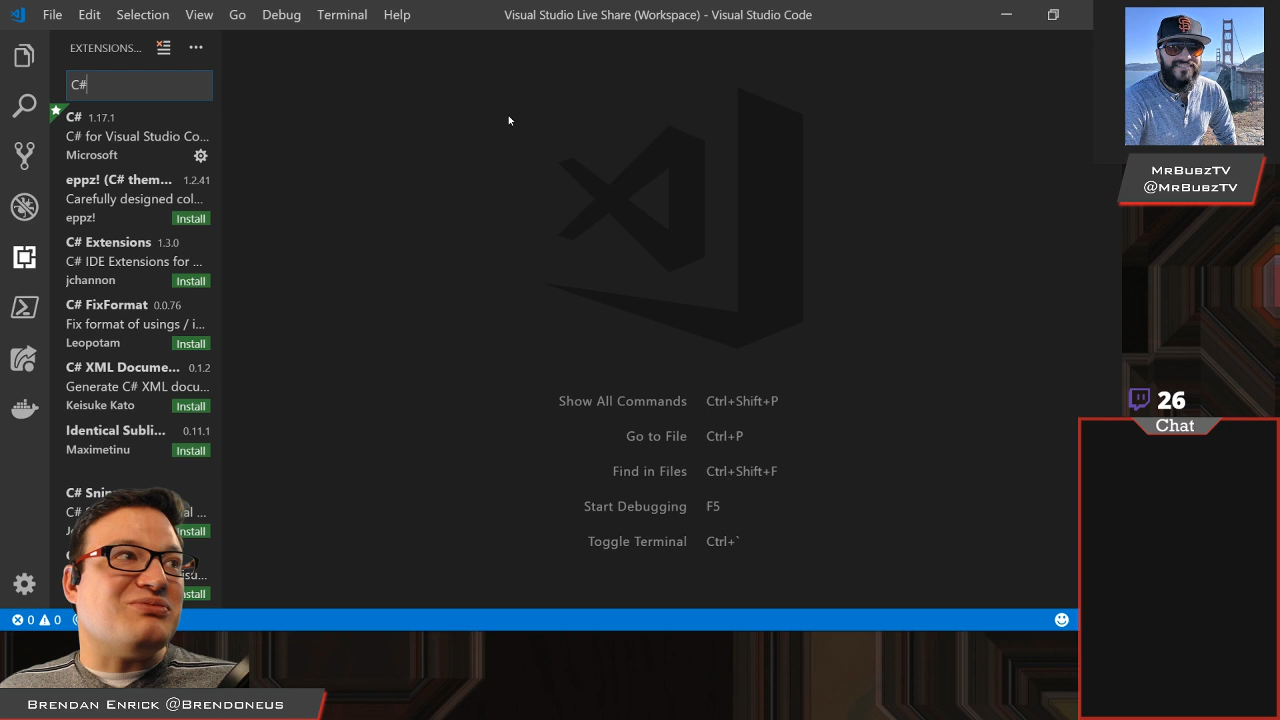 File Edit Selection View Go Debug Terminal Help
Visual Studio Live Share (Workspace) - Visual Studio Code
EXTENSIONS...
C#
C# 1.17.1
C# for Visual Studio Co...
Microsoft
eppz! (C# them... 1.2.41
Carefully designed col...
eppz! Install
C# Extensions 1.3.0
C# IDE Extensions for ...
jchannon Install
C# FixFormat 0.0.76
Fix format of usings / i...
Leopotam Install
C# XML Docume... 0.1.2
Generate C# XML docu...
Keisuke Kato Install
Identical Subli... 0.11.1
Maximetinu Install
Show All Commands Ctrl+Shift+P
Go to File Ctrl+P
Find in Files Ctrl+Shift+F
Start Debugging F5
Toggle Terminal Ctrl+`
0 0
MrBubzTV
@MrBubzTV
26
Chat
Brendan Enrick @Brendoneus